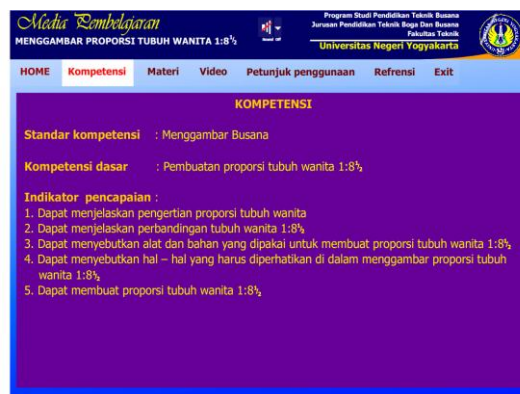 Media Pembelajaran
MENGGAMBAR PROPORSI TUBUH WANITA 1:8½
Sound Off
Program Studi Pendidikan Teknik Busana
Jurusan Pendidikan Teknik Boga Dan Busana
Fakultas Teknik
Universitas Negeri Yogyakarta
HOME Kompetensi Materi Video Petunjuk penggunaan Refrensi Exit
KOMPETENSI
Standar kompetensi : Menggambar Busana
Kompetensi dasar : Pembuatan proporsi tubuh wanita 1:8½
Indikator pencapaian :
1. Dapat menjelaskan pengertian proporsi tubuh wanita
2. Dapat menjelaskan perbandingan tubuh wanita 1:8½
3. Dapat menyebutkan alat dan bahan yang dipakai untuk membuat proporsi tubuh wanita 1:8½
4. Dapat menyebutkan hal – hal yang harus diperhatikan di dalam menggambar proporsi tubuh
wanita 1:8½
5. Dapat membuat proporsi tubuh wanita 1:8½